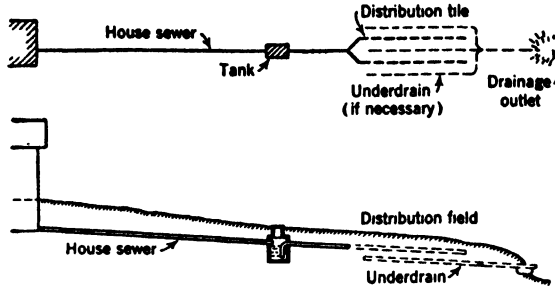 Distribution tile
House sewer
Tank
Underdrain
(if necessary)
Drainage
outlet
Distribution field
House sewer
Underdrain